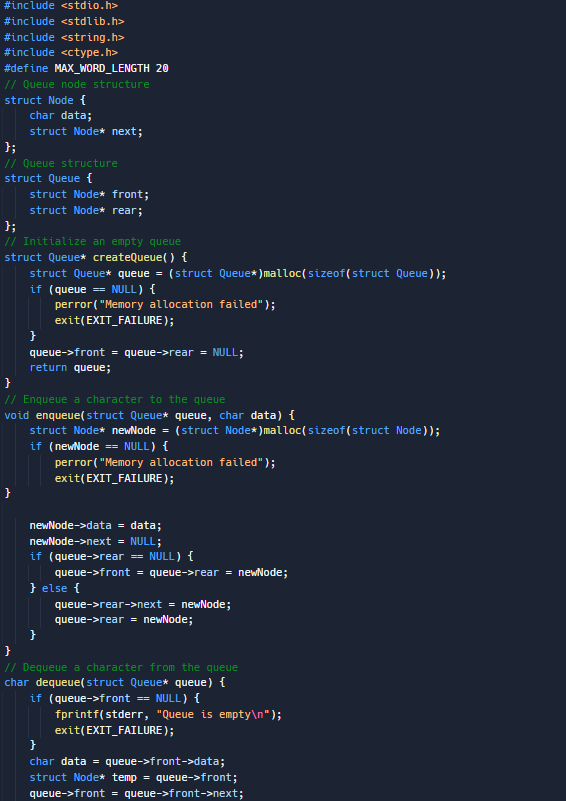 #include <stdio.h>
#include <stdlib.h>
#include <string.h>
#include <ctype.h>
#define MAX_WORD_LENGTH 20
// Queue node structure
struct Node {
    char data;
    struct Node* next;
};
// Queue structure
struct Queue {
    struct Node* front;
    struct Node* rear;
};
// Initialize an empty queue
struct Queue* createQueue() {
    struct Queue* queue = (struct Queue*)malloc(sizeof(struct Queue));
    if (queue == NULL) {
        perror("Memory allocation failed");
        exit(EXIT_FAILURE);
    }
    queue->front = queue->rear = NULL;
    return queue;
}
// Enqueue a character to the queue
void enqueue(struct Queue* queue, char data) {
    struct Node* newNode = (struct Node*)malloc(sizeof(struct Node));
    if (newNode == NULL) {
        perror("Memory allocation failed");
        exit(EXIT_FAILURE);
}
    newNode->data = data;
    newNode->next = NULL;
    if (queue->rear == NULL) {
        queue->front = queue->rear = newNode;
    } else {
        queue->rear->next = newNode;
        queue->rear = newNode;
    }
}
// Dequeue a character from the queue
char dequeue(struct Queue* queue) {
    if (queue->front == NULL) {
        fprintf(stderr, "Queue is empty\n");
        exit(EXIT_FAILURE);
    }
    char data = queue->front->data;
    struct Node* temp = queue->front;
    queue->front = queue->front->next;